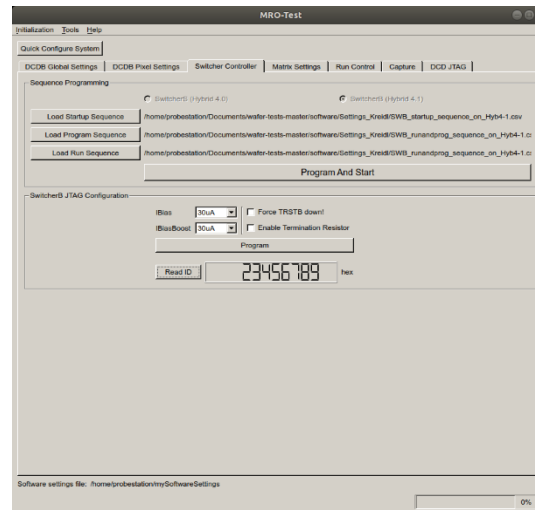 MRO-Test
Initialization Tools Help
Quick Configure System
DCDB Global Settings DCDB Pixel Settings Switcher Controller Matrix Settings Run Control Capture DCD JTAG
Sequence Programming
SwitcherS (Hybrid 4.0) SwitcherB (Hybrid 4.1)
Load Startup Sequence /home/probestation/Documents/wafer-tests-master/software/Settings_Kreidl/SWB_startup_sequence_on_Hyb4-1.csv
Load Program Sequence /home/probestation/Documents/wafer-tests-master/software/Settings_Kreidl/SWB_runandprog_sequence_on_Hyb4-1.cs
Load Run Sequence /home/probestation/Documents/wafer-tests-master/software/Settings_Kreidl/SWB_runandprog_sequence_on_Hyb4-1.cs
Program And Start
SwitcherB JTAG Configuration
IBias 30uA Force TRSTB down!
IBiasBoost 30uA Enable Termination Resistor
Program
Read ID 23456789 hex
Software settings file: /home/probestation/mySoftwareSettings
0%